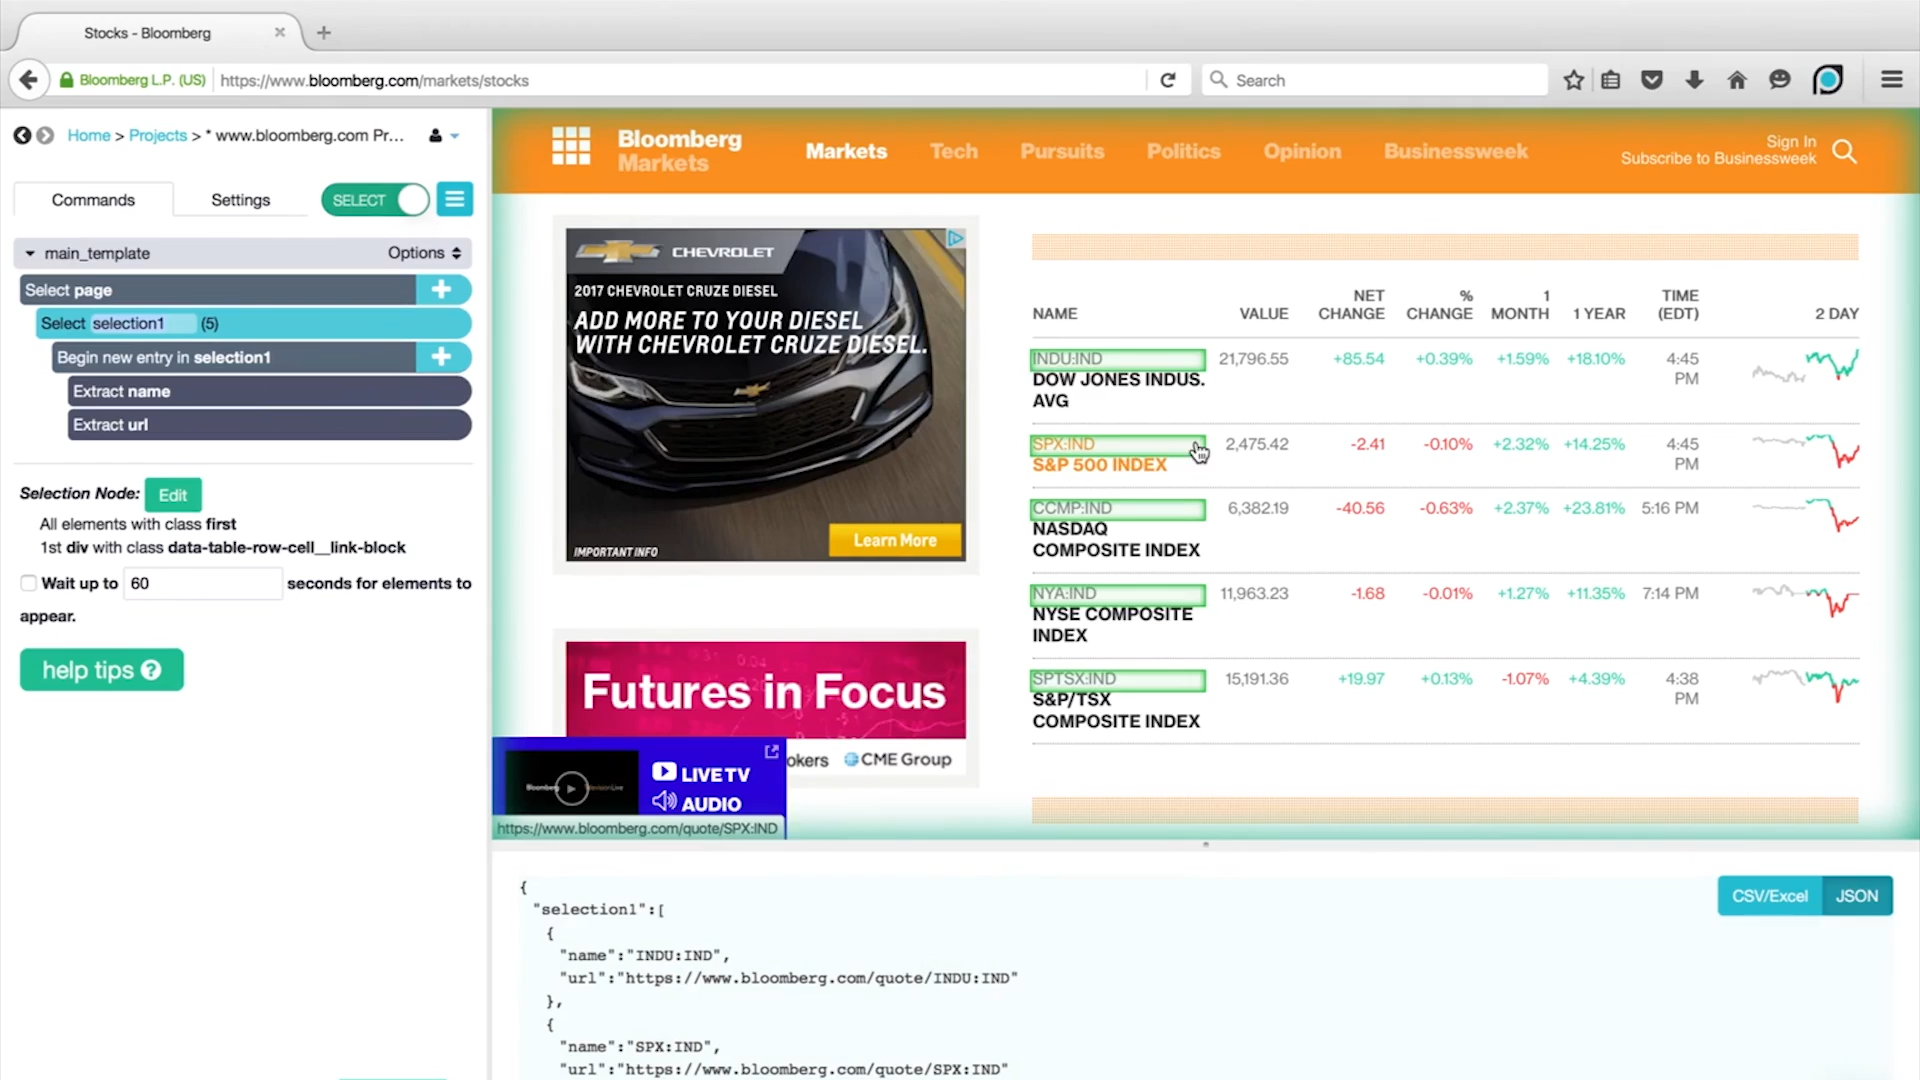 Stocks - Bloomberg
Bloomberg L.P. (US) https://www.bloomberg.com/markets/stocks Search
Home > Projects > * www.bloomberg.com Pr...
Commands Settings SELECT
main_template Options
Select page
Select selection1 (5)
Begin new entry in selection1
Extract name
Extract url
Selection Node: Edit
All elements with class first
1st div with class data-table-row-cell__link-block
Wait up to 60 seconds for elements to
appear.
help tips ?
Bloomberg
Markets
Markets Tech Pursuits Politics Opinion Businessweek
Sign In
Subscribe to Businessweek
CHEVROLET
2017 CHEVROLET CRUZE DIESEL
ADD MORE TO YOUR DIESEL
WITH CHEVROLET CRUZE DIESEL.
Learn More
IMPORTANT INFO
Futures in Focus
okers CME Group
LIVE TV
AUDIO
https://www.bloomberg.com/quote/SPX:IND
NAME VALUE NET CHANGE % CHANGE 1 MONTH 1 YEAR TIME (EDT) 2 DAY
INDU:IND 21,796.55 +85.54 +0.39% +1.59% +18.10% 4:45 PM
DOW JONES INDUS.
AVG
SPX:IND 2,475.42 -2.41 -0.10% +2.32% +14.25% 4:45 PM
S&P 500 INDEX
CCMP:IND 6,382.19 -40.56 -0.63% +2.37% +23.81% 5:16 PM
NASDAQ
COMPOSITE INDEX
NYA:IND 11,963.23 -1.68 -0.01% +1.27% +11.35% 7:14 PM
NYSE COMPOSITE
INDEX
SPTSX:IND 15,191.36 +19.97 +0.13% -1.07% +4.39% 4:38 PM
S&P/TSX
COMPOSITE INDEX
CSV/Excel JSON
{
"selection1":[
{
"name":"INDU:IND",
"url":"https://www.bloomberg.com/quote/INDU:IND"
},
{
"name":"SPX:IND",
"url":"https://www.bloomberg.com/quote/SPX:IND"